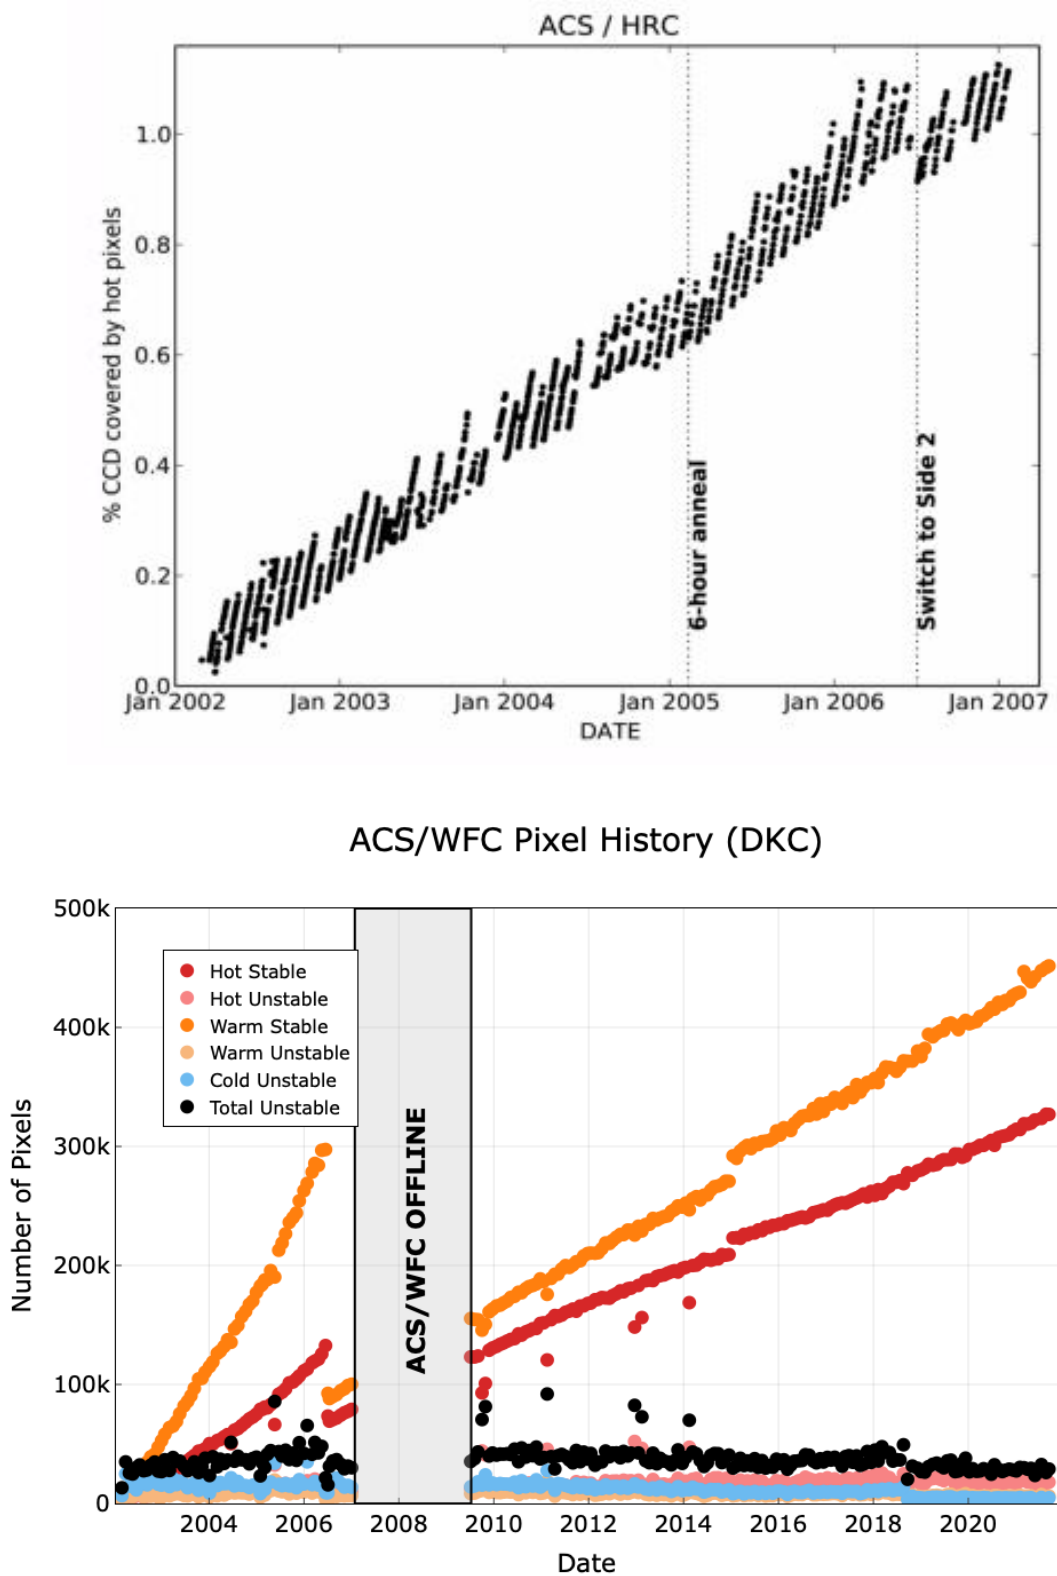 ACS / HRC
% CCD covered by hot pixels
1.0
0.8
0.6
0.4
0.2
0.0
6-hour anneal
Switch to Side 2
Jan 2002 Jan 2003 Jan 2004 Jan 2005 Jan 2006 Jan 2007
DATE
ACS/WFC Pixel History (DKC)
Number of Pixels
500k
400k
300k
200k
100k
0
Hot Stable
Hot Unstable
Warm Stable
Warm Unstable
Cold Unstable
Total Unstable
ACS/WFC OFFLINE
2004 2006 2008 2010 2012 2014 2016 2018 2020
Date